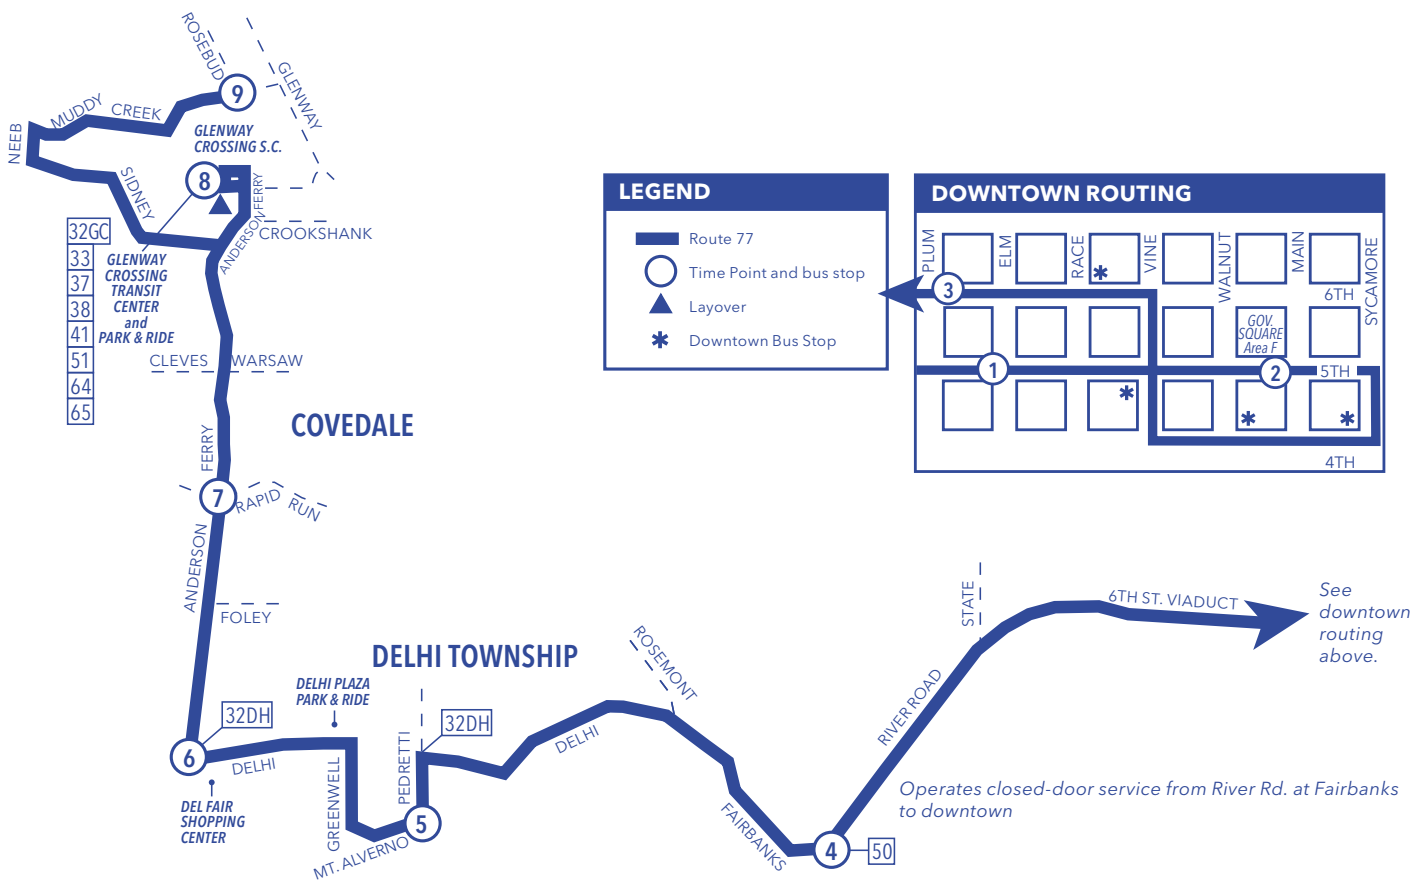 ROSEBUD
GLENWAY
9
MUDDY
CREEK
NEEB
GLENWAY
CROSSING S.C.
8
SIDNEY
FERRY
ANDERSON
CROOKSHANK
32GC
33
37
38
41
51
64
65
GLENWAY
CROSSING
TRANSIT
CENTER
and
PARK & RIDE
CLEVES
WARSAW
COVEDALE
FERRY
7
RAPID
RUN
ANDERSON
FOLEY
LEGEND
Route 77
Time Point and bus stop
Layover
Downtown Bus Stop
DOWNTOWN ROUTING
PLUM
ELM
RACE
VINE
WALNUT
MAIN
SYCAMORE
3
6TH
GOV.
SQUARE
Area F
1
2
5TH
4TH
DELHI TOWNSHIP
DELHI PLAZA
PARK & RIDE
32DH
6
DELHI
DEL FAIR
SHOPPING
CENTER
GREENWELL
MT. ALVERNO
5
PEDRETTI
32DH
DELHI
ROSEMONT
FAIRBANKS
4
50
RIVER ROAD
STATE
6TH ST. VIADUCT
See
downtown
routing
above.
Operates closed-door service from River Rd. at Fairbanks
to downtown